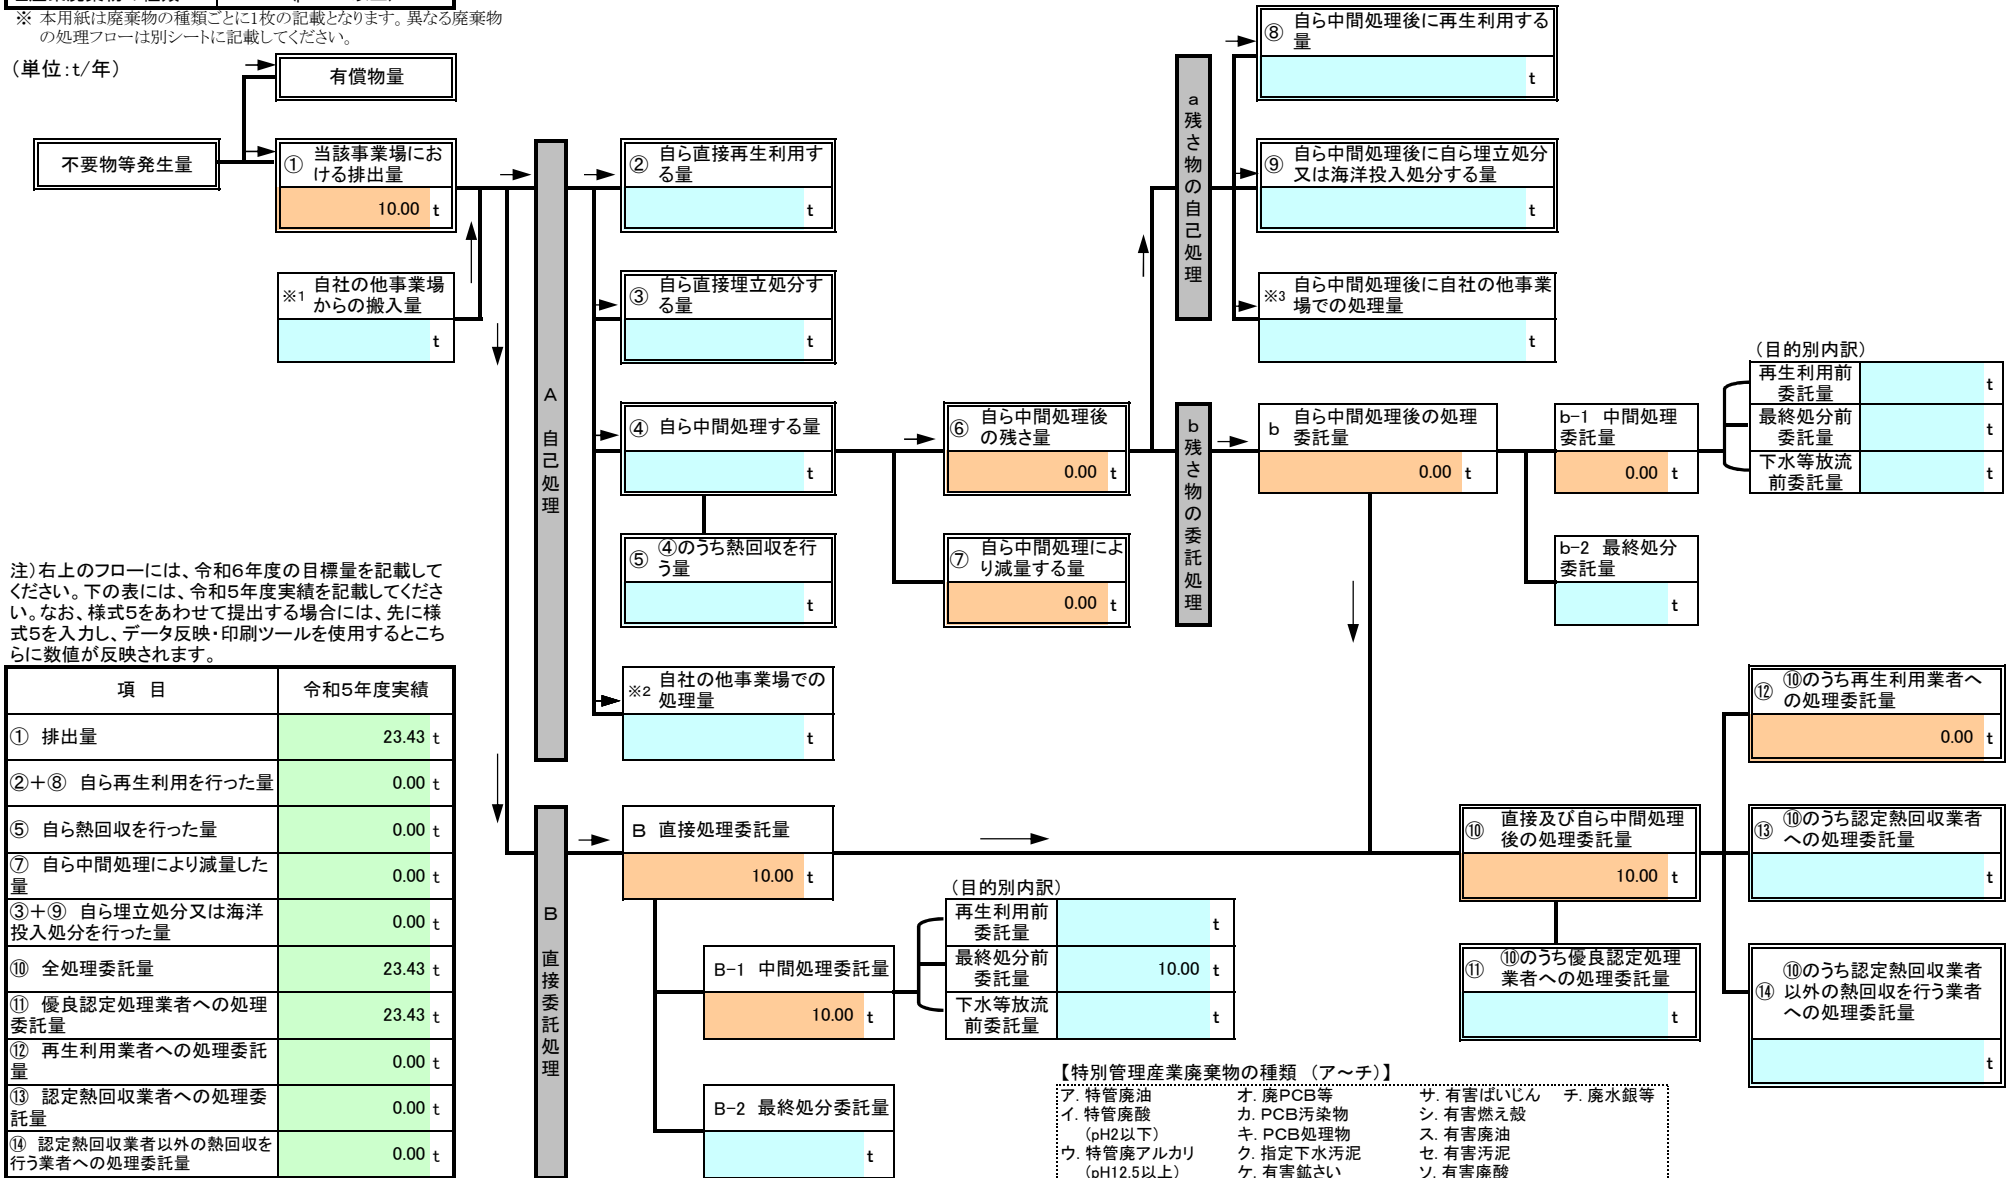 ※ 本用紙は廃棄物の種類ごとに1枚の記載となります。異なる廃棄物
の処理フローは別シートに記載してください。
(単位:t/年)
有償物量
不要物等発生量
① 当該事業場にお
ける排出量
10.00 t
※1 自社の他事業場
からの搬入量
t
A 自己処理
② 自ら直接再生利用す
る量
t
③ 自ら直接埋立処分す
る量
t
④ 自ら中間処理する量
t
⑤ ④のうち熱回収を行
う量
t
※2 自社の他事業場での
処理量
t
⑥ 自ら中間処理後
の残さ量
0.00 t
⑦ 自ら中間処理によ
り減量する量
0.00 t
a 残さ物の自己処理
⑧ 自ら中間処理後に再生利用する
量
t
⑨ 自ら中間処理後に自ら埋立処分
又は海洋投入処分する量
t
※3 自ら中間処理後に自社の他事業
場での処理量
t
b 残さ物の委託処理
b 自ら中間処理後の処理
委託量
0.00 t
b-1 中間処理
委託量
0.00 t
b-2 最終処分
委託量
t
(目的別内訳)
再生利用前
委託量
t
最終処分前
委託量
t
下水等放流
前委託量
t
注)右上のフローには、令和6年度の目標量を記載して
ください。下の表には、令和5年度実績を記載してくださ
い。なお、様式5をあわせて提出する場合には、先に様
式5を入力し、データ反映・印刷ツールを使用するとこち
らに数値が反映されます。
項 目 令和5年度実績
① 排出量 23.43 t
②+⑧ 自ら再生利用を行った量 0.00 t
⑤ 自ら熱回収を行った量 0.00 t
⑦ 自ら中間処理により減量した
量 0.00 t
③+⑨ 自ら埋立処分又は海洋
投入処分を行った量 0.00 t
⑩ 全処理委託量 23.43 t
⑪ 優良認定処理業者への処理
委託量 23.43 t
⑫ 再生利用業者への処理委託
量 0.00 t
⑬ 認定熱回収業者への処理委
託量 0.00 t
⑭ 認定熱回収業者以外の熱回収を
行う業者への処理委託量 0.00 t
B 直接委託処理
B 直接処理委託量
10.00 t
B-1 中間処理委託量
10.00 t
B-2 最終処分委託量
t
(目的別内訳)
再生利用前
委託量
t
最終処分前
委託量
10.00 t
下水等放流
前委託量
t
⑩ 直接及び自ら中間処理
後の処理委託量
10.00 t
⑪ ⑩のうち優良認定処理
業者への処理委託量
t
⑫ ⑩のうち再生利用業者へ
の処理委託量
0.00 t
⑬ ⑩のうち認定熱回収業者
への処理委託量
t
⑭ ⑩のうち認定熱回収業者
以外の熱回収を行う業者
への処理委託量
t
【特別管理産業廃棄物の種類 (ア~チ)】
ア. 特管廃油 オ. 廃PCB等 サ. 有害ばいじん チ. 廃水銀等
イ. 特管廃酸 カ. PCB汚染物 シ. 有害燃え殻
(pH2以下) キ. PCB処理物 ス. 有害廃油
ウ. 特管廃アルカリ ク. 指定下水汚泥 セ. 有害汚泥
(pH12.5以上) ケ. 有害鉱さい ソ. 有害廃酸